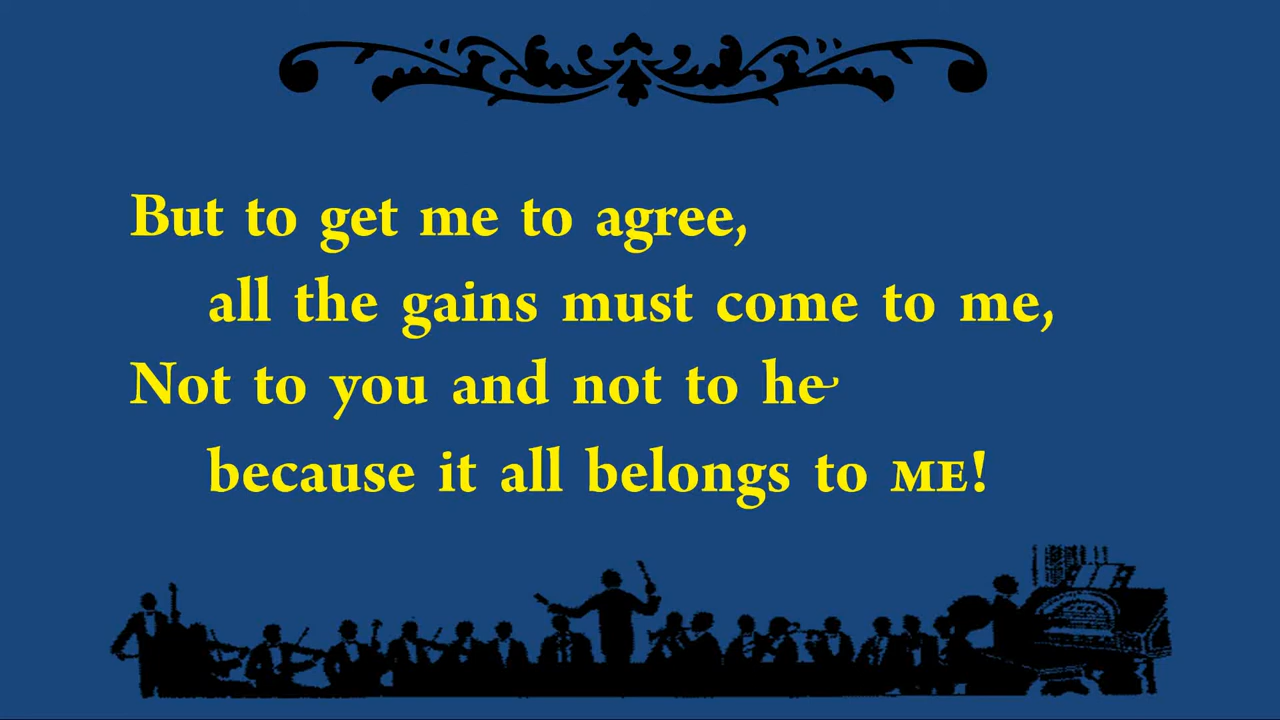 But to get me to agree,
all the gains must come to me,
Not to you and not to he
because it all belongs to ME!